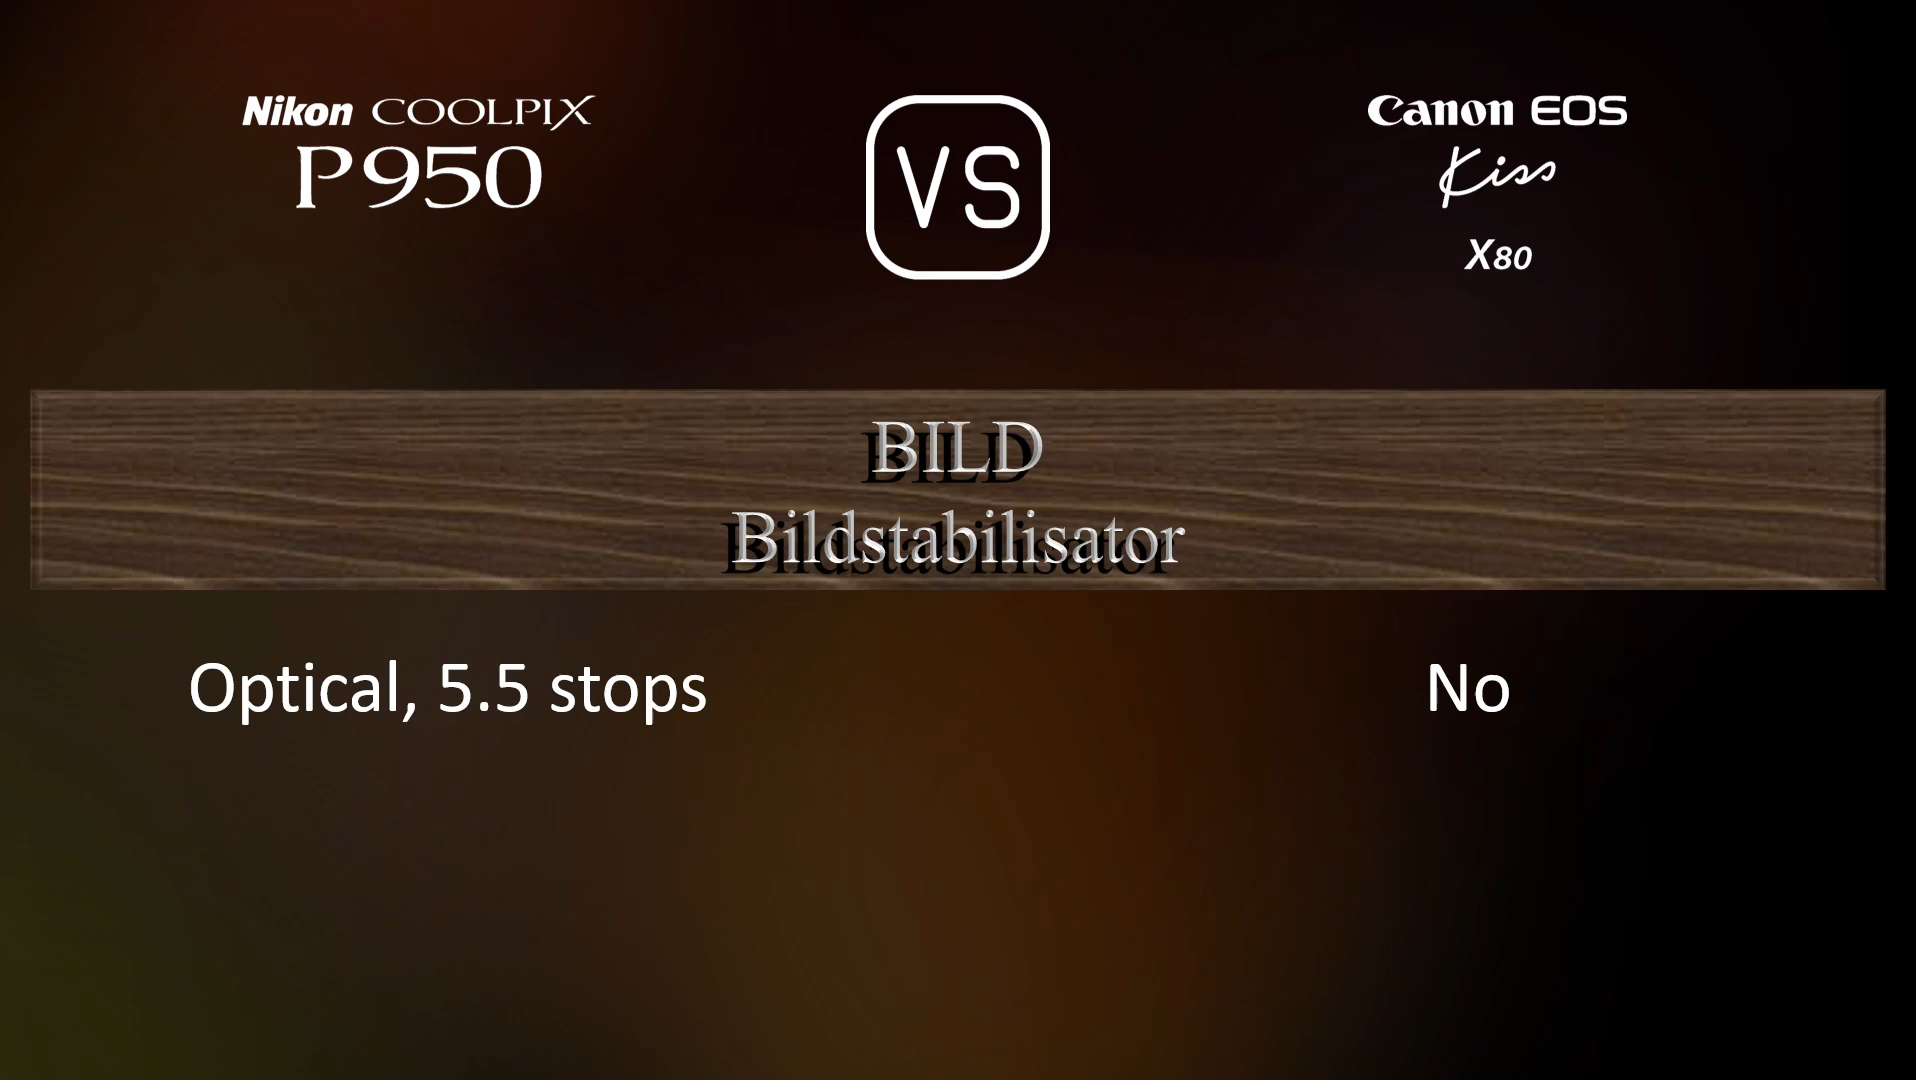 Nikon COOLPIX
P950
VS
Canon EOS
Kiss
X80
BILD
Bildstabilisator
Optical, 5.5 stops
No